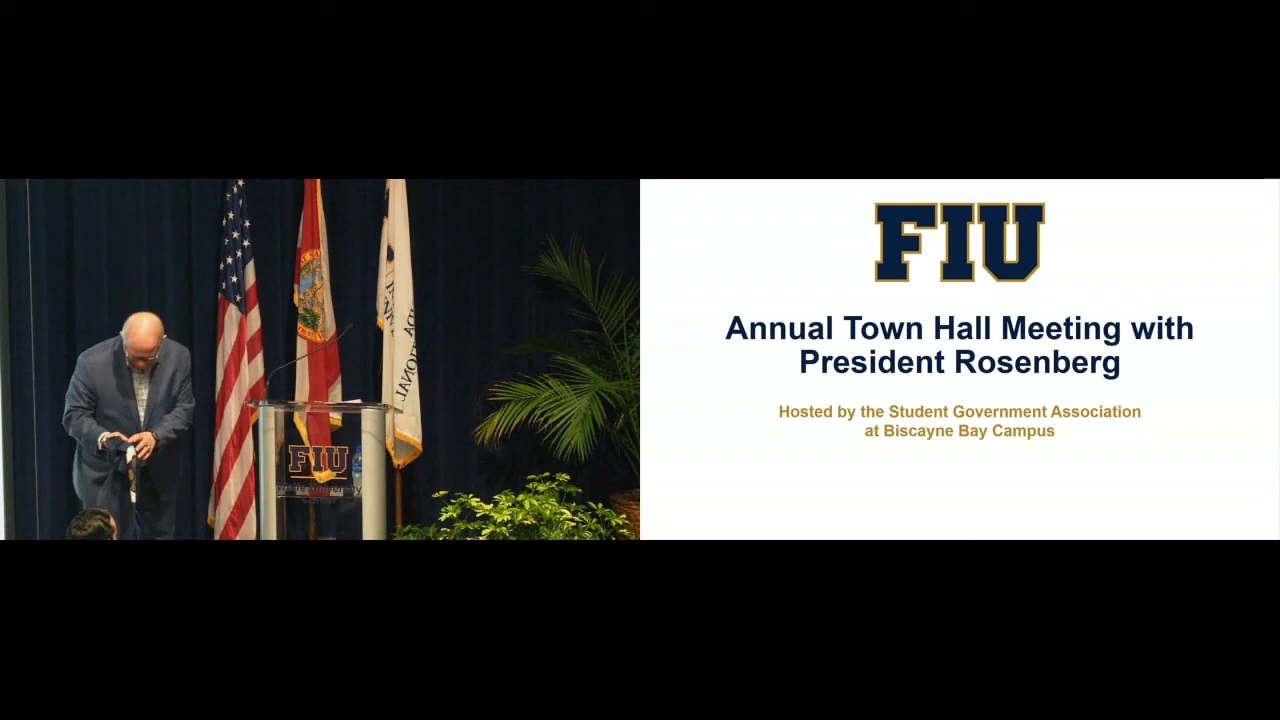 FIU
FIU
Annual Town Hall Meeting with
President Rosenberg
Hosted by the Student Government Association
at Biscayne Bay Campus